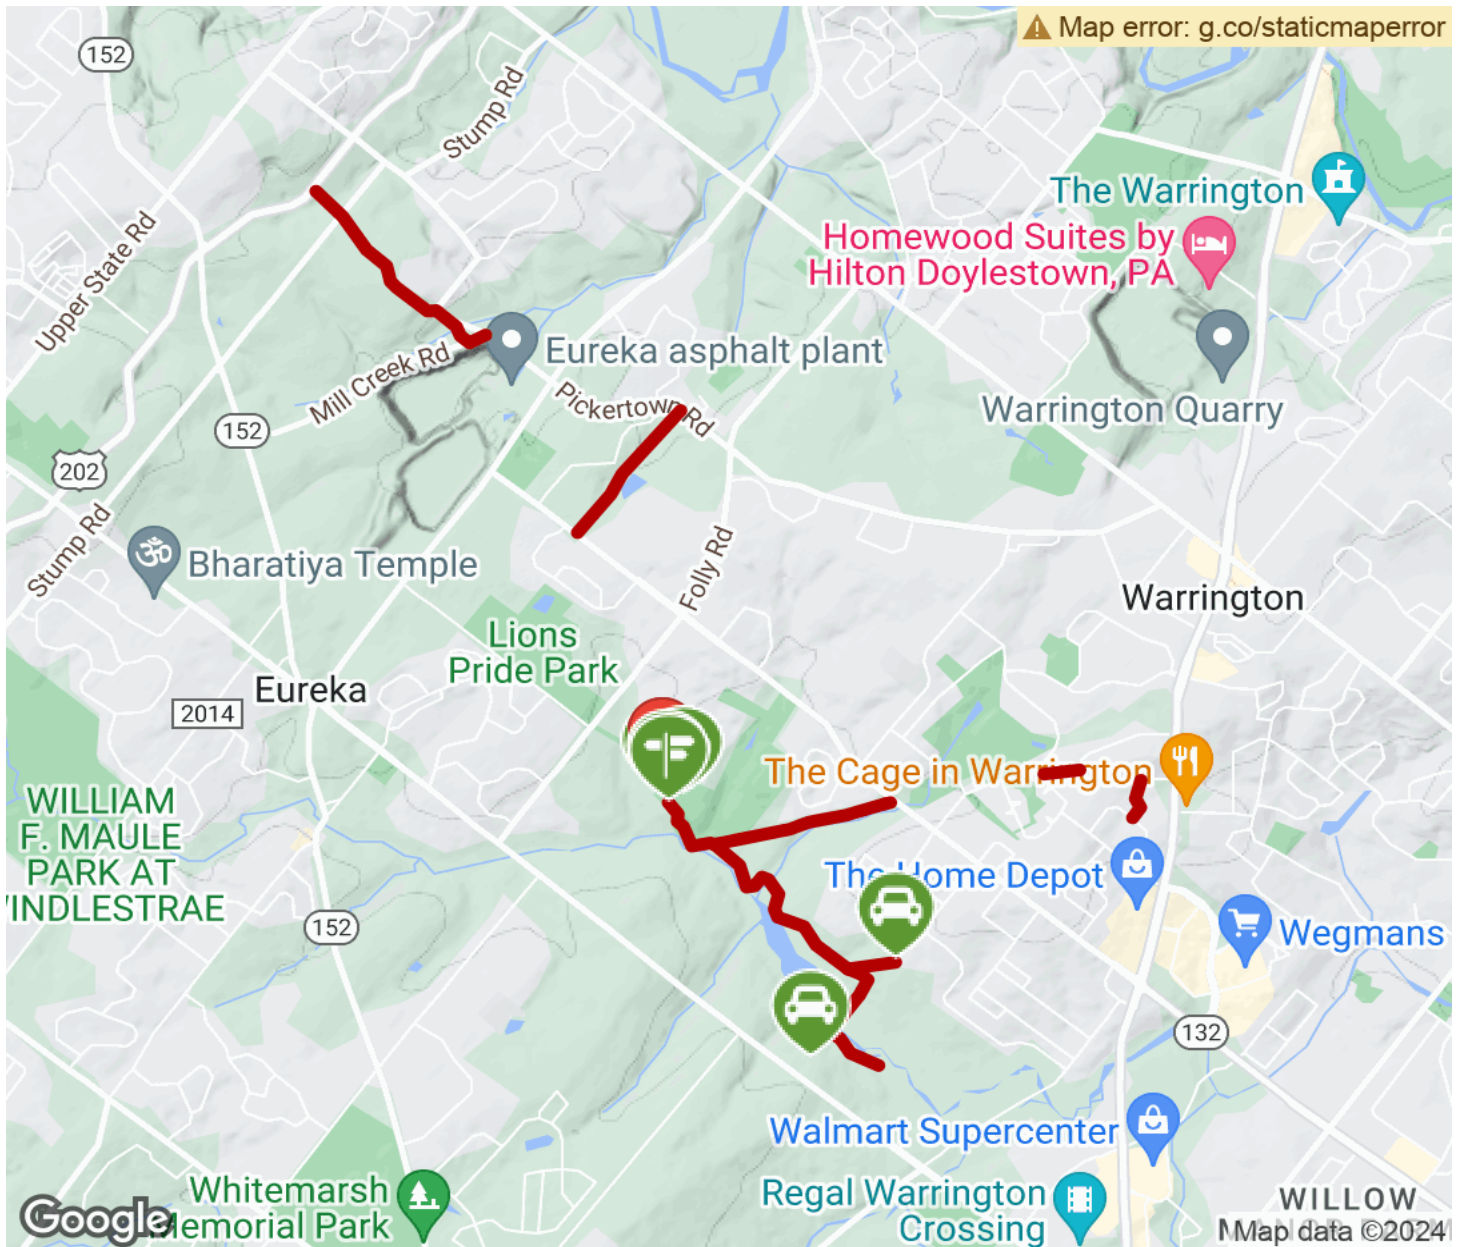 Map error: g.co/staticmaperror
152
Stump Rd
The Warrington
Homewood Suites by
Hilton Doylestown, PA
Upper State Rd
Eureka asphalt plant
Mill Creek Rd
Pickertown Rd
Warrington Quarry
152
202
Stump Rd
Bharatiya Temple
Folly Rd
Warrington
Lions
Pride Park
Eureka
2014
The Cage in Warrington
WILLIAM
F. MAULE
PARK AT
VINDLESTRAE
The Home Depot
152
Wegmans
132
Walmart Supercenter
Whitemarsh
Memorial Park
Regal Warrington
Crossing
WILLOW
Google
Map data ©2024